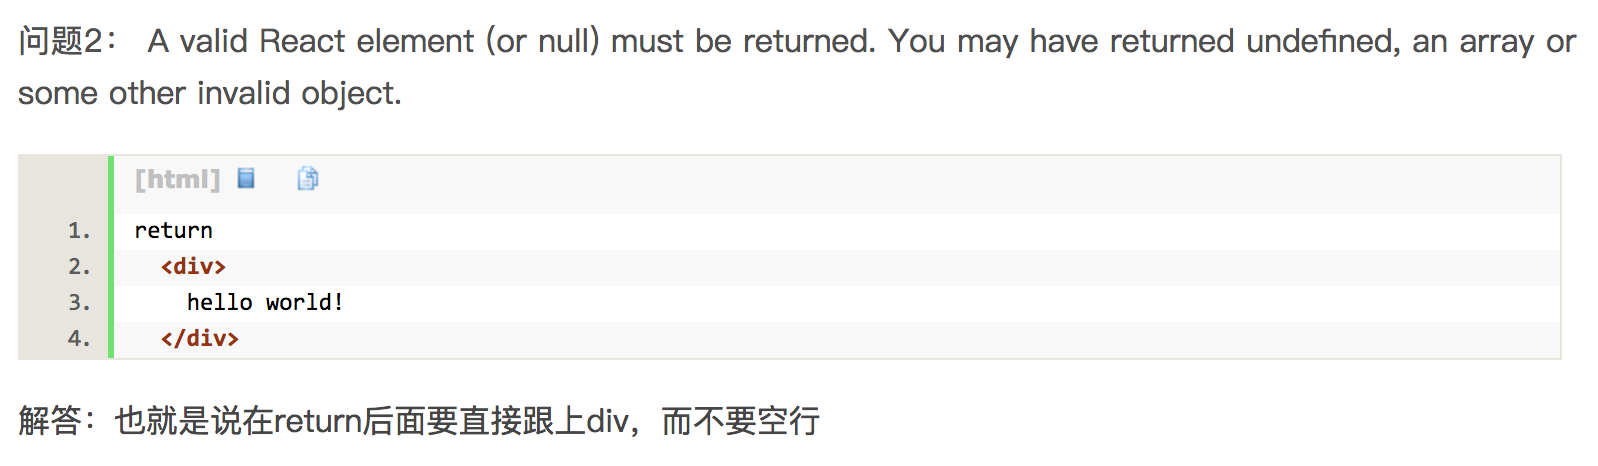 问题2： A valid React element (or null) must be returned. You may have returned undefined, an array or
some other invalid object.
[html]
1. return
2. <div>
3. hello world!
4. </div>
解答：也就是说在return后面要直接跟上div，而不要空行